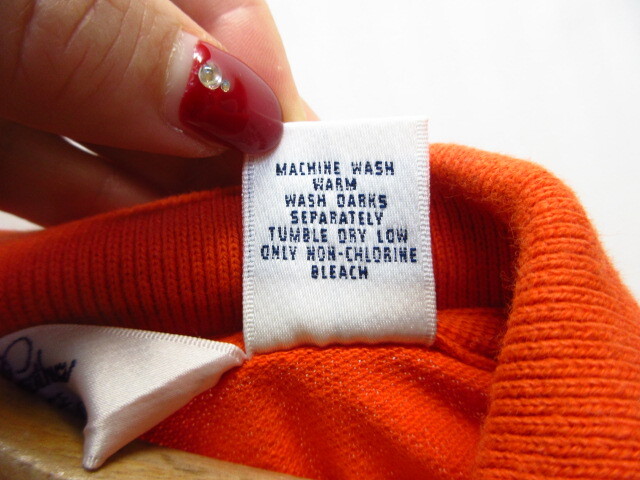 MACHINE WASH
WARM
WASH DARKS
SEPARATELY
TUMBLE DRY LOW
ONLY NON-CHLORINE
BLEACH